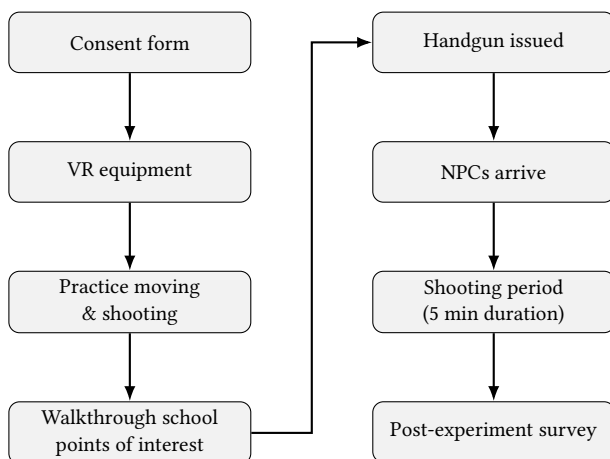 Consent form
VR equipment
Practice moving
& shooting
Walkthrough school
points of interest
Handgun issued
NPCs arrive
Shooting period
(5 min duration)
Post-experiment survey